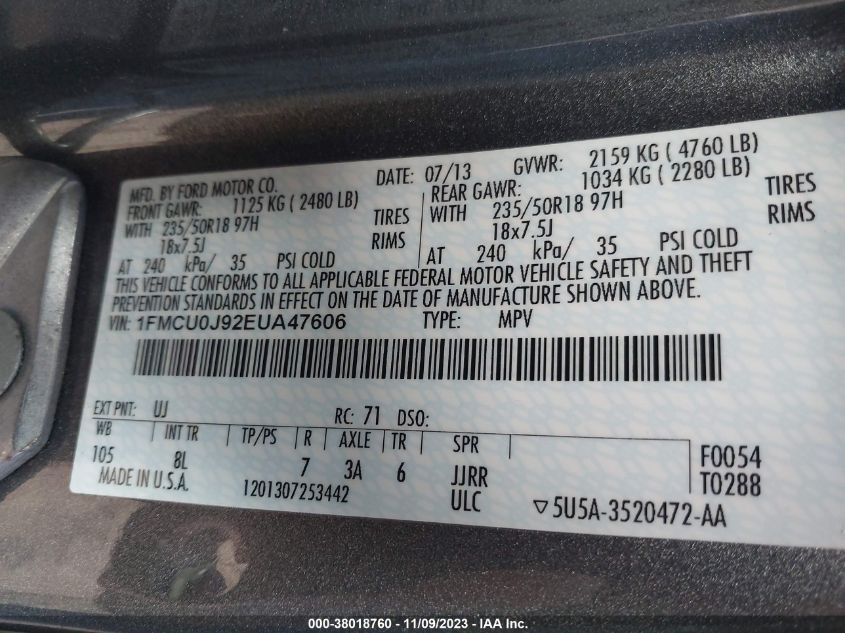 MFD. BY FORD MOTOR CO.
DATE: 07/13 GVWR: 2159 KG ( 4760 LB)
FRONT GAWR: 1125 KG ( 2480 LB) REAR GAWR: 1034 KG ( 2280 LB)
WITH 235/50R18 97H TIRES WITH 235/50R18 97H TIRES
18x7.5J RIMS 18x7.5J RIMS
AT 240 kPa/ 35 PSI COLD AT 240 kPa/ 35 PSI COLD
THIS VEHICLE CONFORMS TO ALL APPLICABLE FEDERAL MOTOR VEHICLE SAFETY AND THEFT
PREVENTION STANDARDS IN EFFECT ON THE DATE OF MANUFACTURE SHOWN ABOVE.
VIN: 1FMCU0J92EUA47606 TYPE: MPV
EXT PNT: UJ RC: 71 DSO:
WB INT TR TP/PS R AXLE TR SPR
105 8L 7 3A 6 JJRR F0054
MADE IN U.S.A. ULC T0288
1201307253442
▽5U5A-3520472-AA
000-38018760 - 11/09/2023 - IAA Inc.